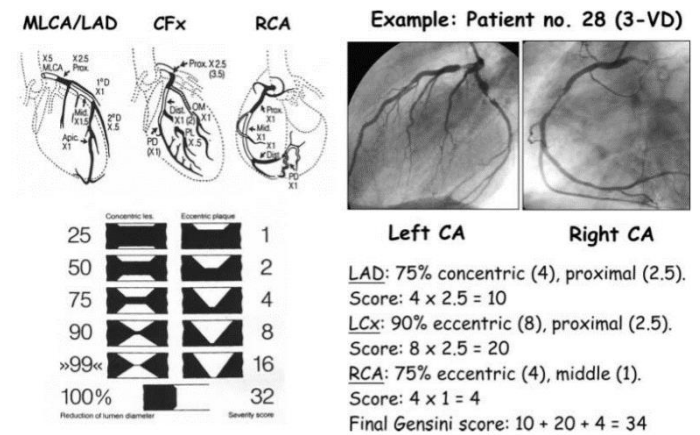 MLCA/LAD
CFx
RCA
X5 X2.5
MLCA Prox.
1°D
X1
Mid.
X1.5
2°D
X.5
Apic.
X1
Prox. X2.5
(3.5)
OM
X1
Dist.
X1 (2)
PL
X.5
PD
(X1)
Prox.
X1
Mid.
X1
X1
Dist.
PD
X1
Concentric les. Eccentric plaque
25 1
50 2
75 4
90 8
»99« 16
100% 32
Reduction of lumen diameter Severity score
Example: Patient no. 28 (3-VD)
Left CA Right CA
LAD: 75% concentric (4), proximal (2.5).
Score: 4 x 2.5 = 10
LCx: 90% eccentric (8), proximal (2.5).
Score: 8 x 2.5 = 20
RCA: 75% eccentric (4), middle (1).
Score: 4 x 1 = 4
Final Gensini score: 10 + 20 + 4 = 34